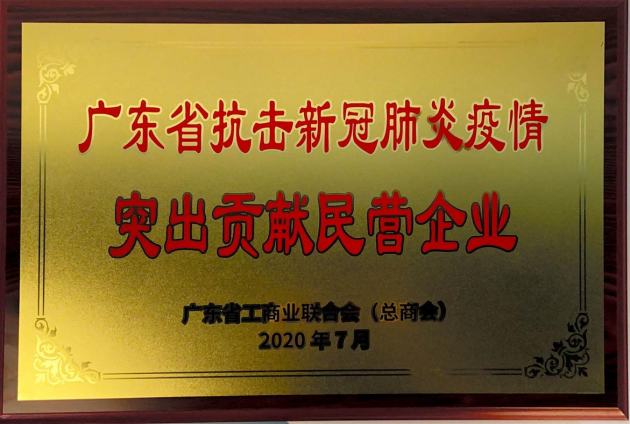 广东省抗击新冠肺炎疫情
突出贡献民营企业
广东省工商业联合会（总商会）
2020年7月